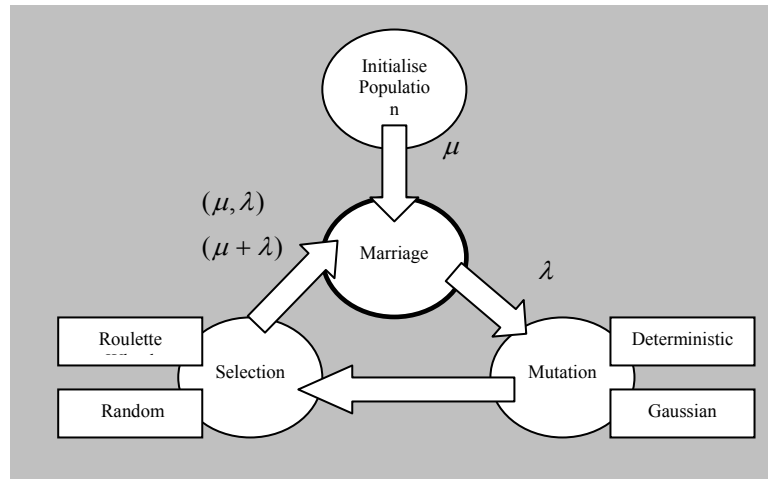 Initialise
Populatio
n
μ
(μ, λ)
(μ + λ)
Marriage
λ
Roulette
Deterministic
Selection
Mutation
Random
Gaussian